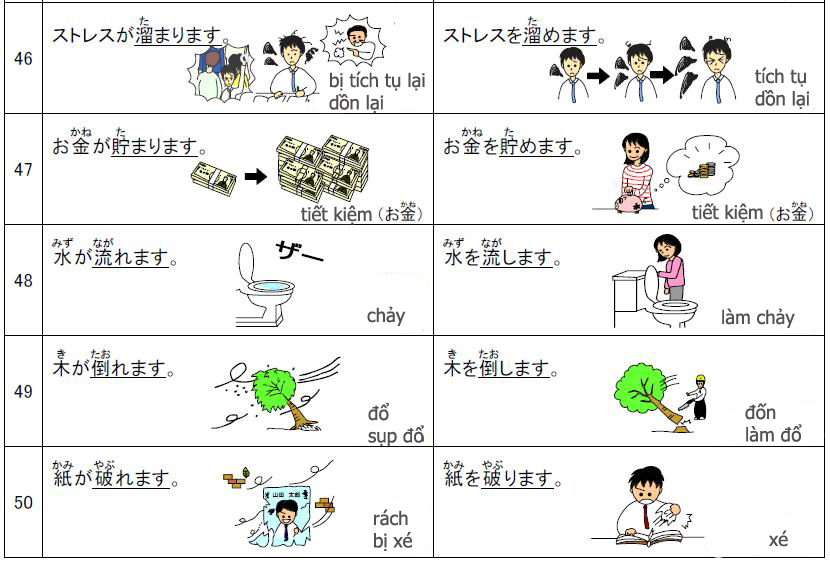 46
ストレスが溜まります。
た
bị tích tụ lại
dồn lại
ストレスを溜めます。
た
tích tụ
dồn lại
47
かね た
お金が貯まります。
tiết kiệm (お金)
かね
かね た
お金を貯めます。
tiết kiệm (お金)
かね
48
みず なが
水が流れます。
ザー
chảy
みず なが
水を流します。
làm chảy
49
き たお
木が倒れます。
đổ
sụp đổ
き たお
木を倒します。
đốn
làm đổ
50
かみ やぶ
紙が破れます。
山田 太郎
rách
bị xé
かみ やぶ
紙を破ります。
xé